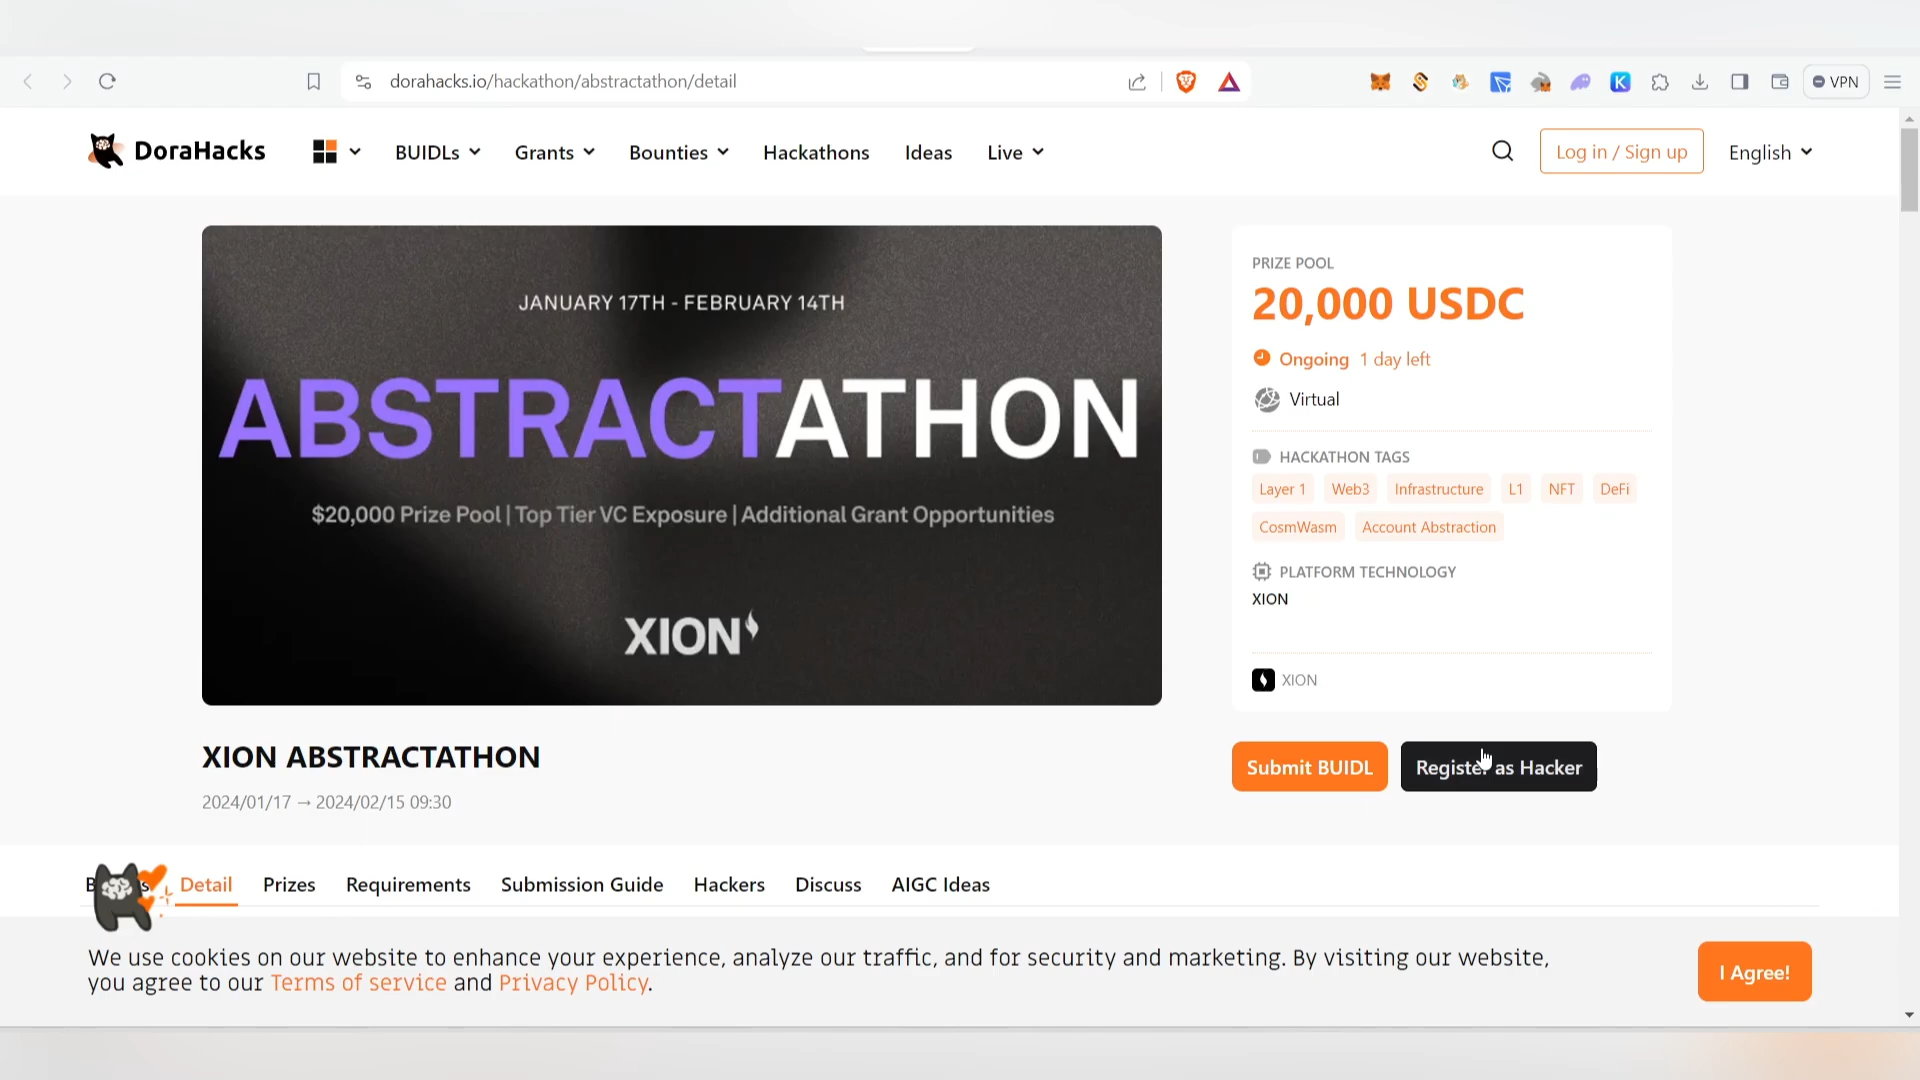 dorahacks.io/hackathon/abstractathon/detail
VPN
DoraHacks
BUIDLs
Grants
Bounties
Hackathons
Ideas
Live
Log in / Sign up
English
JANUARY 17TH - FEBRUARY 14TH
ABSTRACTATHON
$20,000 Prize Pool | Top Tier VC Exposure | Additional Grant Opportunities
XION
PRIZE POOL
20,000 USDC
Ongoing 1 day left
Virtual
HACKATHON TAGS
Layer 1 Web3 Infrastructure L1 NFT DeFi
CosmWasm Account Abstraction
PLATFORM TECHNOLOGY
XION
XION
XION ABSTRACTATHON
2024/01/17 → 2024/02/15 09:30
Submit BUIDL
Register as Hacker
Detail
Prizes
Requirements
Submission Guide
Hackers
Discuss
AIGC Ideas
We use cookies on our website to enhance your experience, analyze our traffic, and for security and marketing. By visiting our website,
you agree to our Terms of service and Privacy Policy.
I Agree!